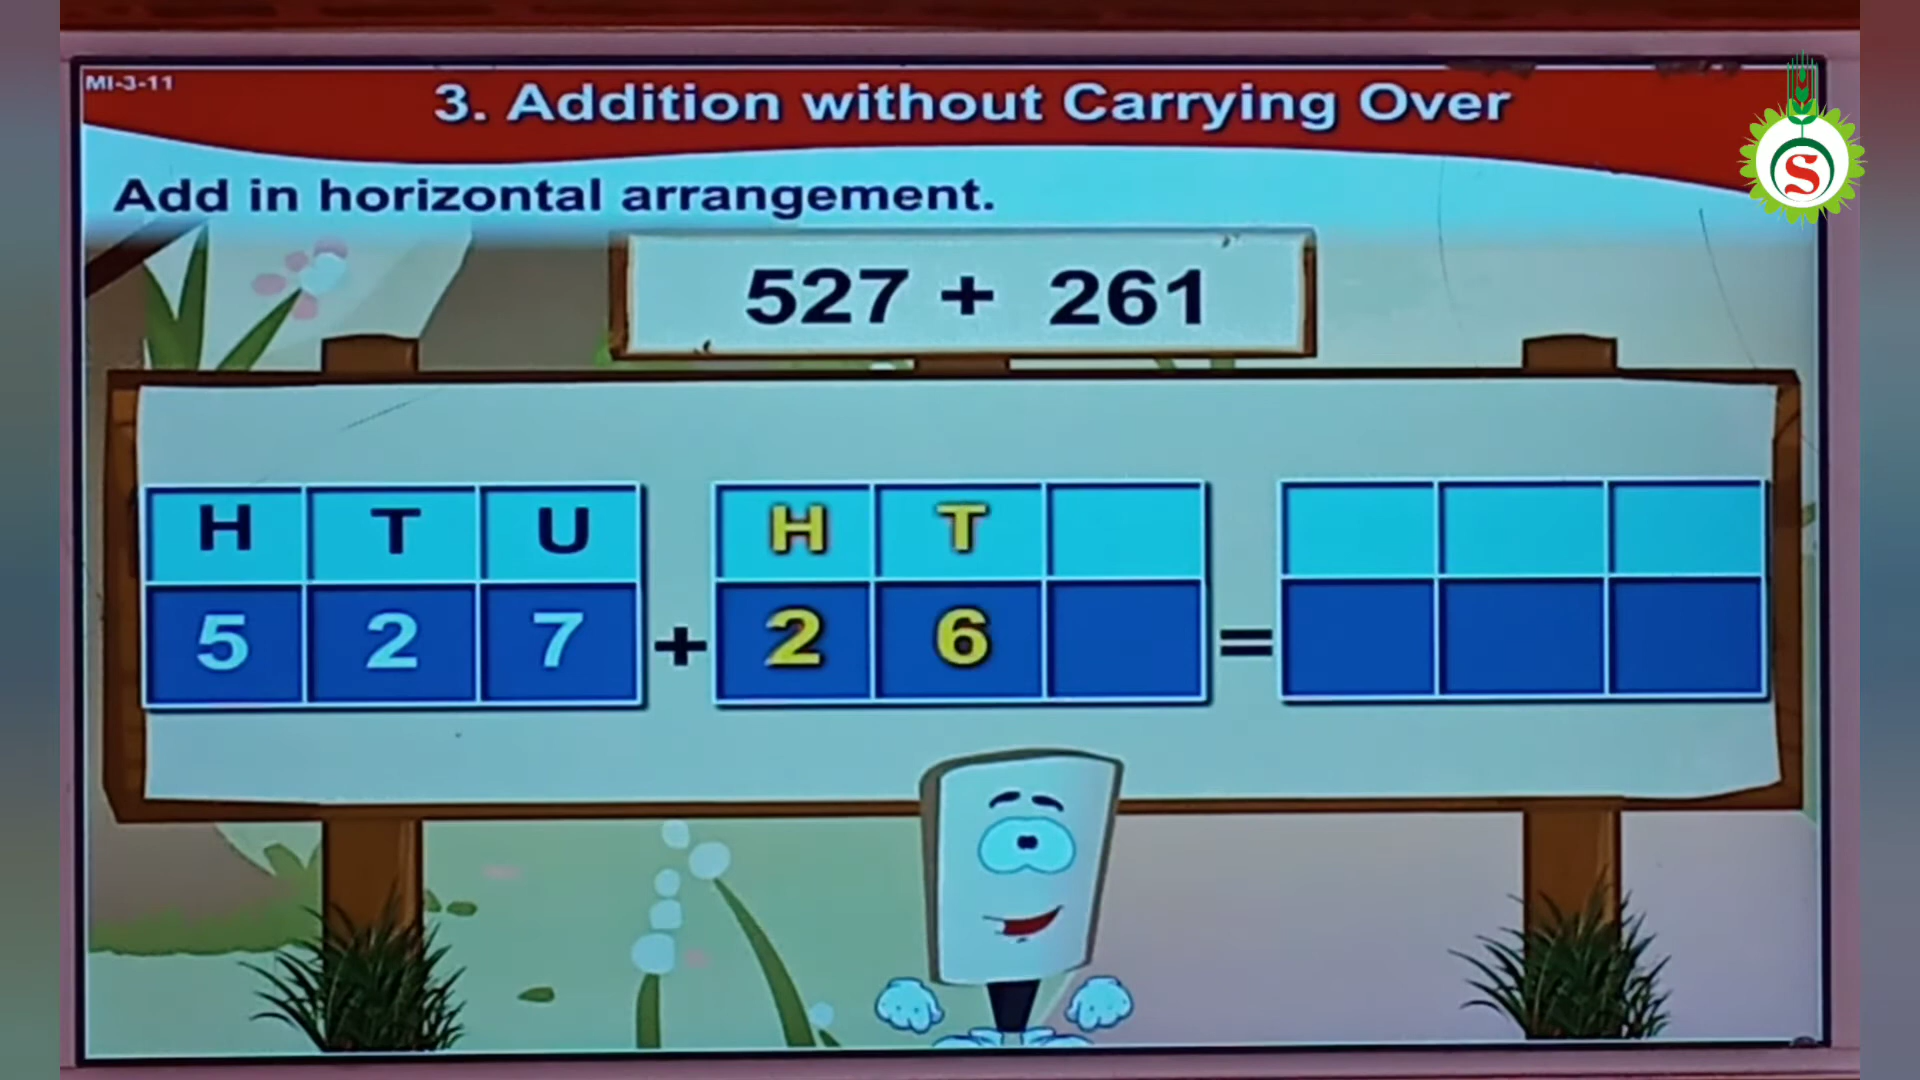 MI-3-11
3. Addition without Carrying Over
Add in horizontal arrangement.
527 + 261
H T U H T
5 2 7 + 2 6 =
S